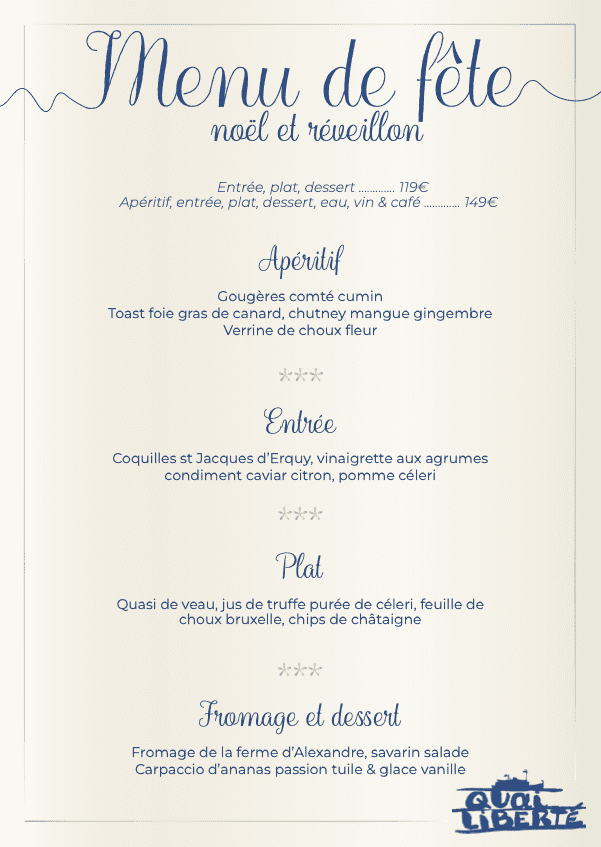 Menu de fête
noël et réveillon
Entrée, plat, dessert ............. 119€
Apéritif, entrée, plat, dessert, eau, vin & café ............. 149€
Apéritif
Gougères comté cumin
Toast foie gras de canard, chutney mangue gingembre
Verrine de choux fleur
***
Entrée
Coquilles st Jacques d'Erquy, vinaigrette aux agrumes
condiment caviar citron, pomme céleri
***
Plat
Quasi de veau, jus de truffe purée de céleri, feuille de
choux bruxelle, chips de châtaigne
***
Fromage et dessert
Fromage de la ferme d'Alexandre, savarin salade
Carpaccio d'ananas passion tuile & glace vanille
QUAI
LIBERTÉ